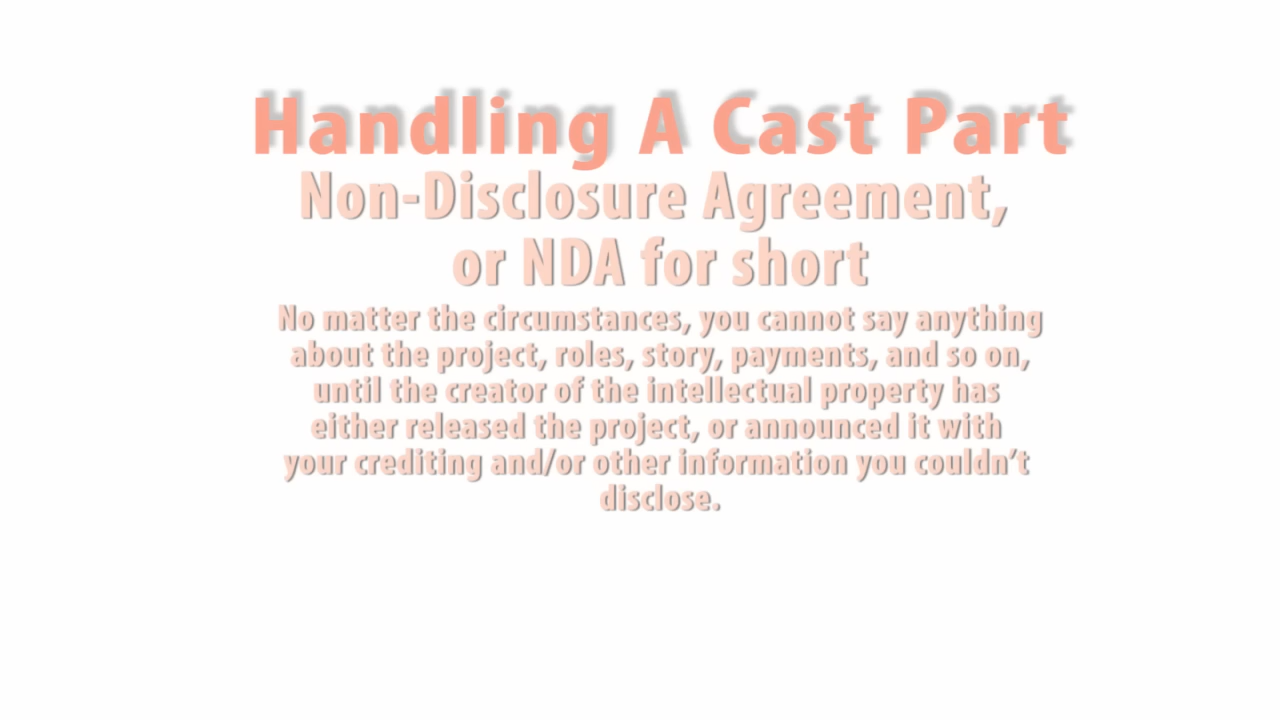 Handling A Cast Part
Non-Disclosure Agreement,
or NDA for short
No matter the circumstances, you cannot say anything
about the project, roles, story, payments, and so on,
until the creator of the intellectual property has
either released the project, or announced it with
your crediting and/or other information you couldn’t
disclose.